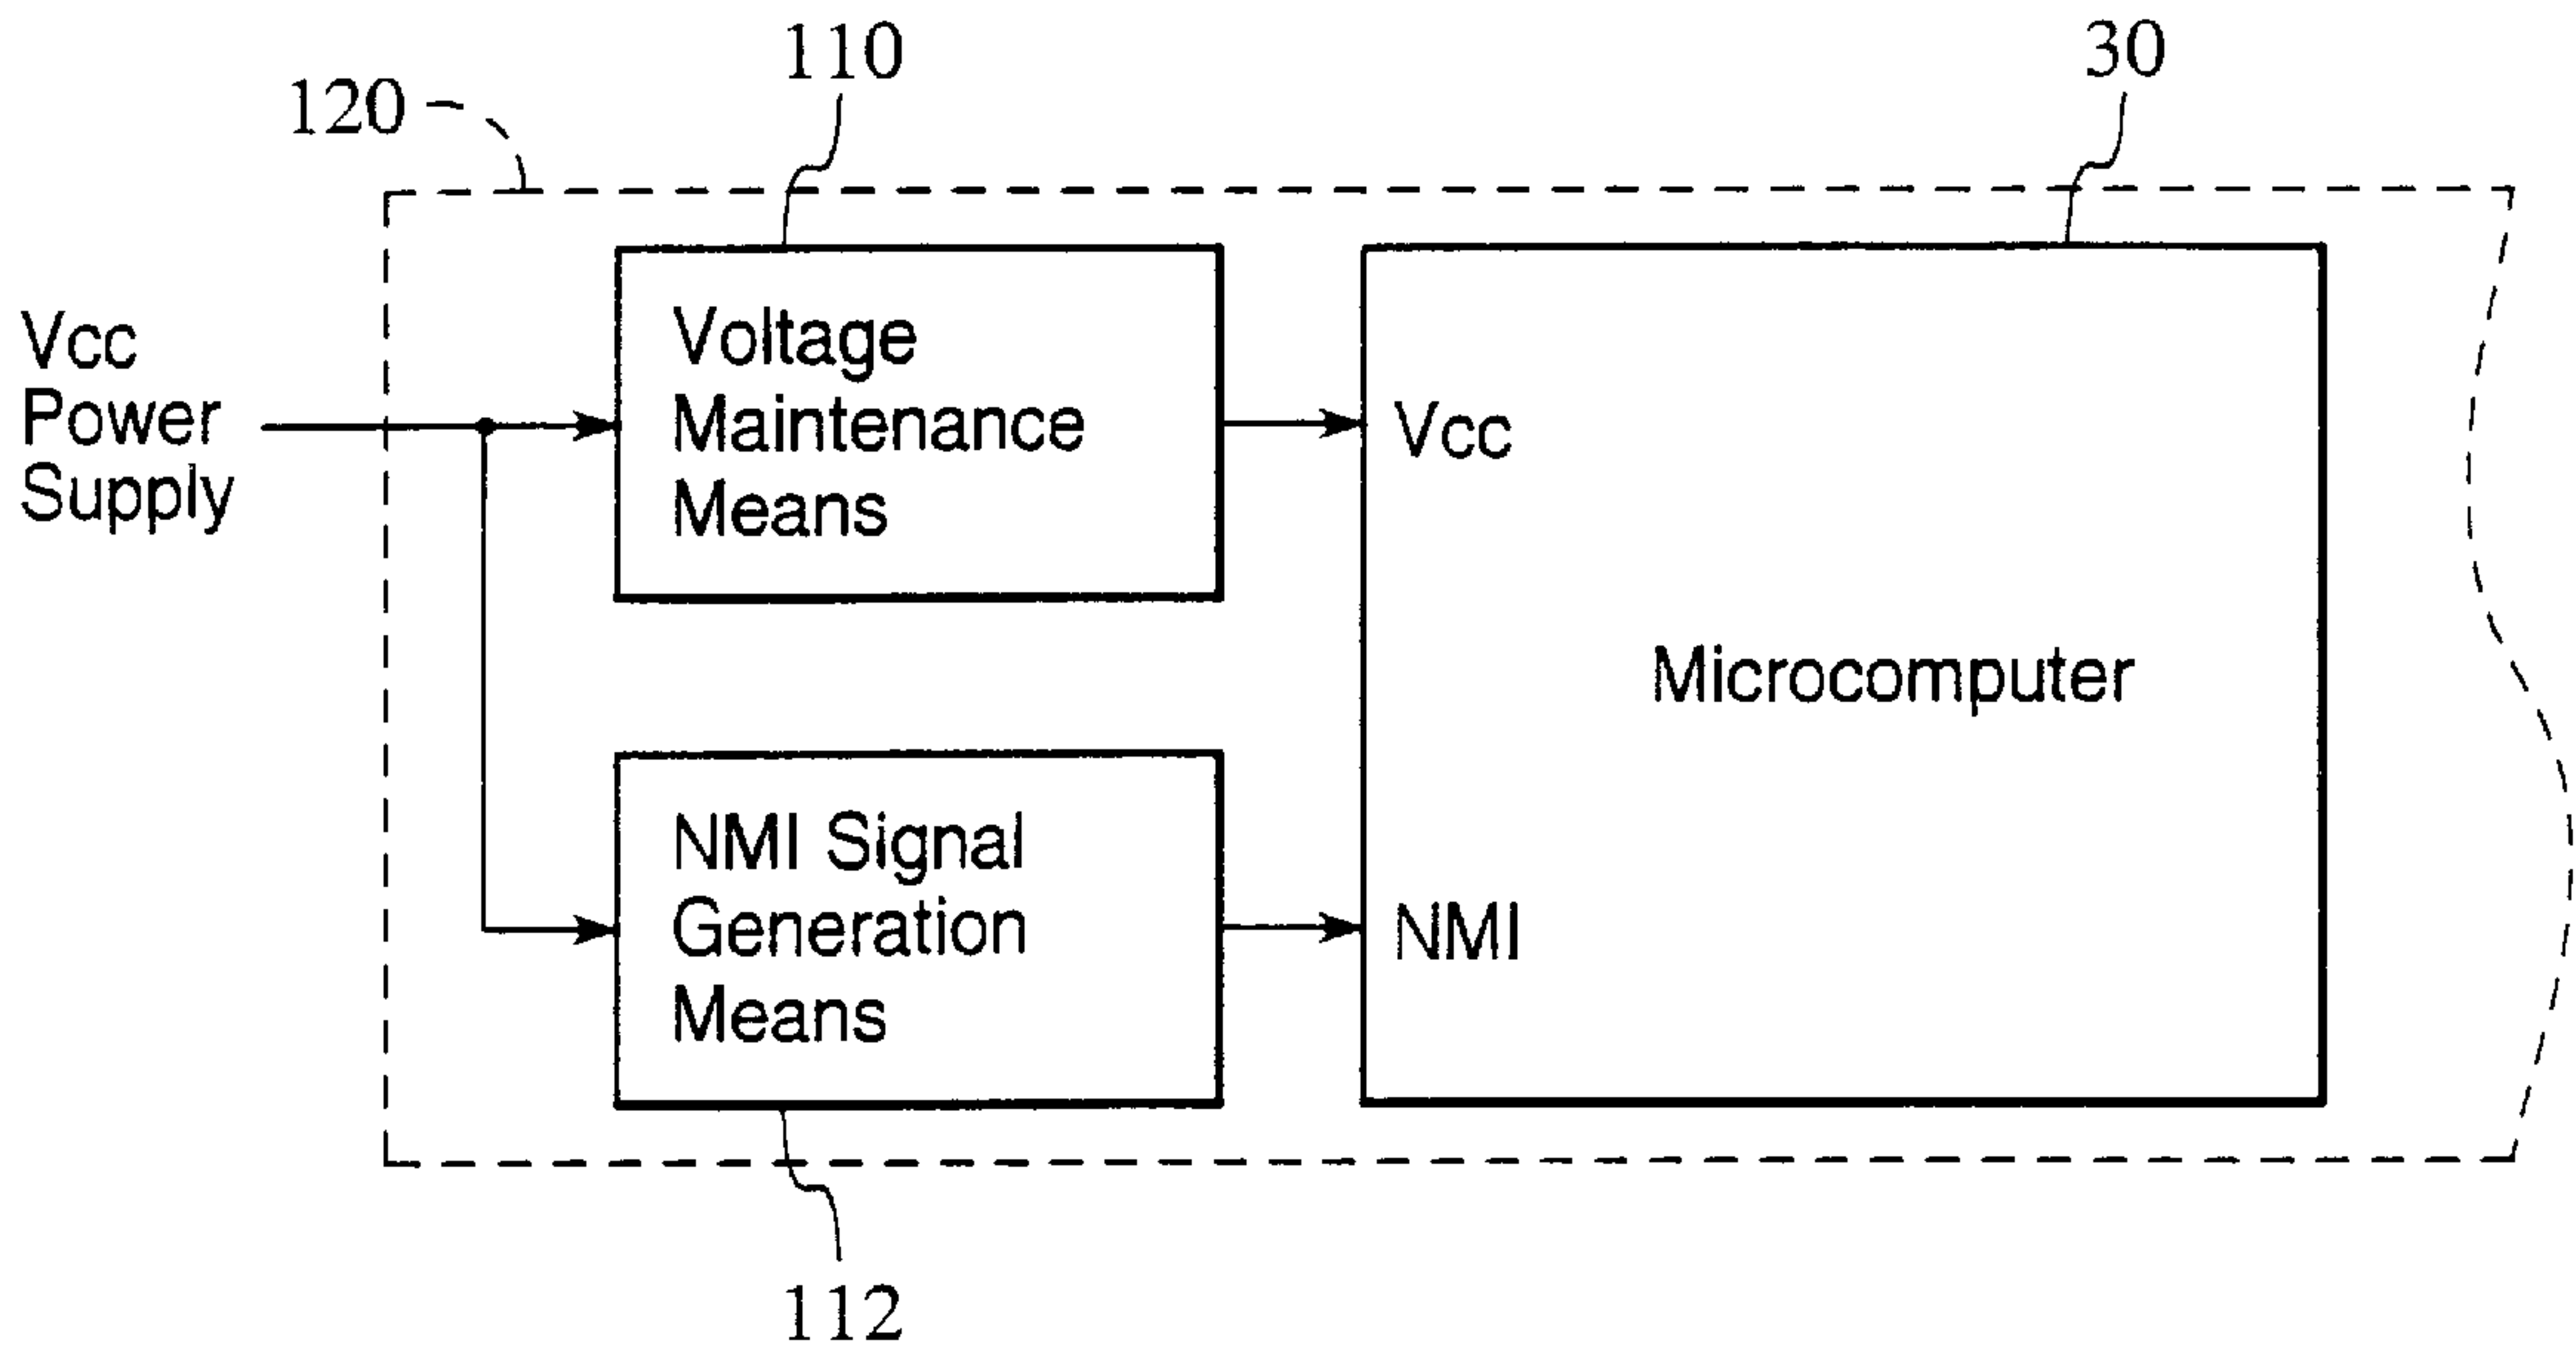 110
30
120
Vcc
Power
Supply
Voltage
Maintenance
Means
Vcc
Microcomputer
NMI Signal
Generation
Means
NMI
112